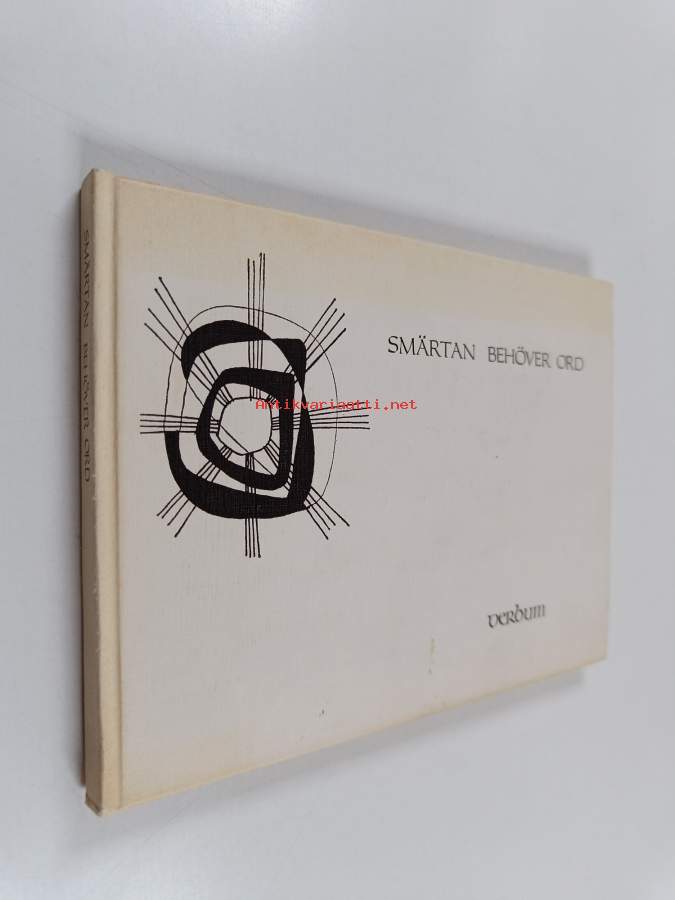 SMÄRTAN BEHÖVER ORD
SMÄRTAN BEHÖVER ORD
Antikvariaatti.net
verbum